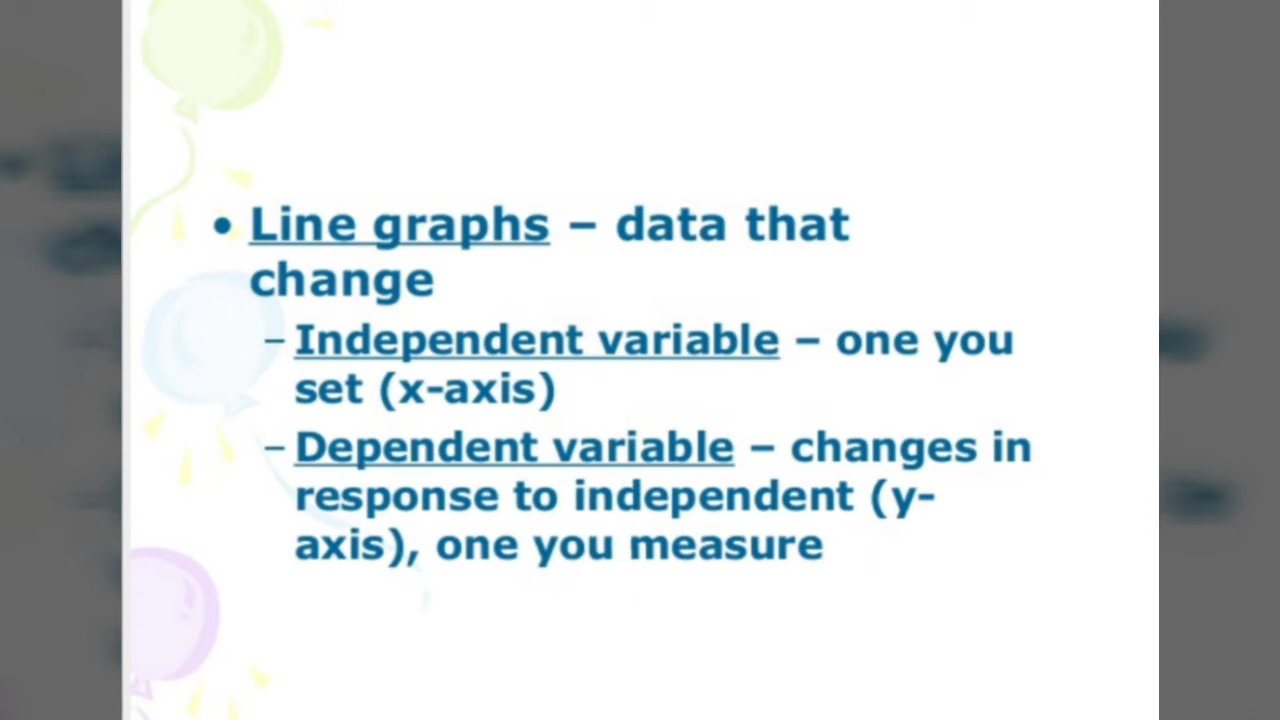 • Line graphs – data that
change
– Independent variable – one you
set (x-axis)
– Dependent variable – changes in
response to independent (y-
axis), one you measure